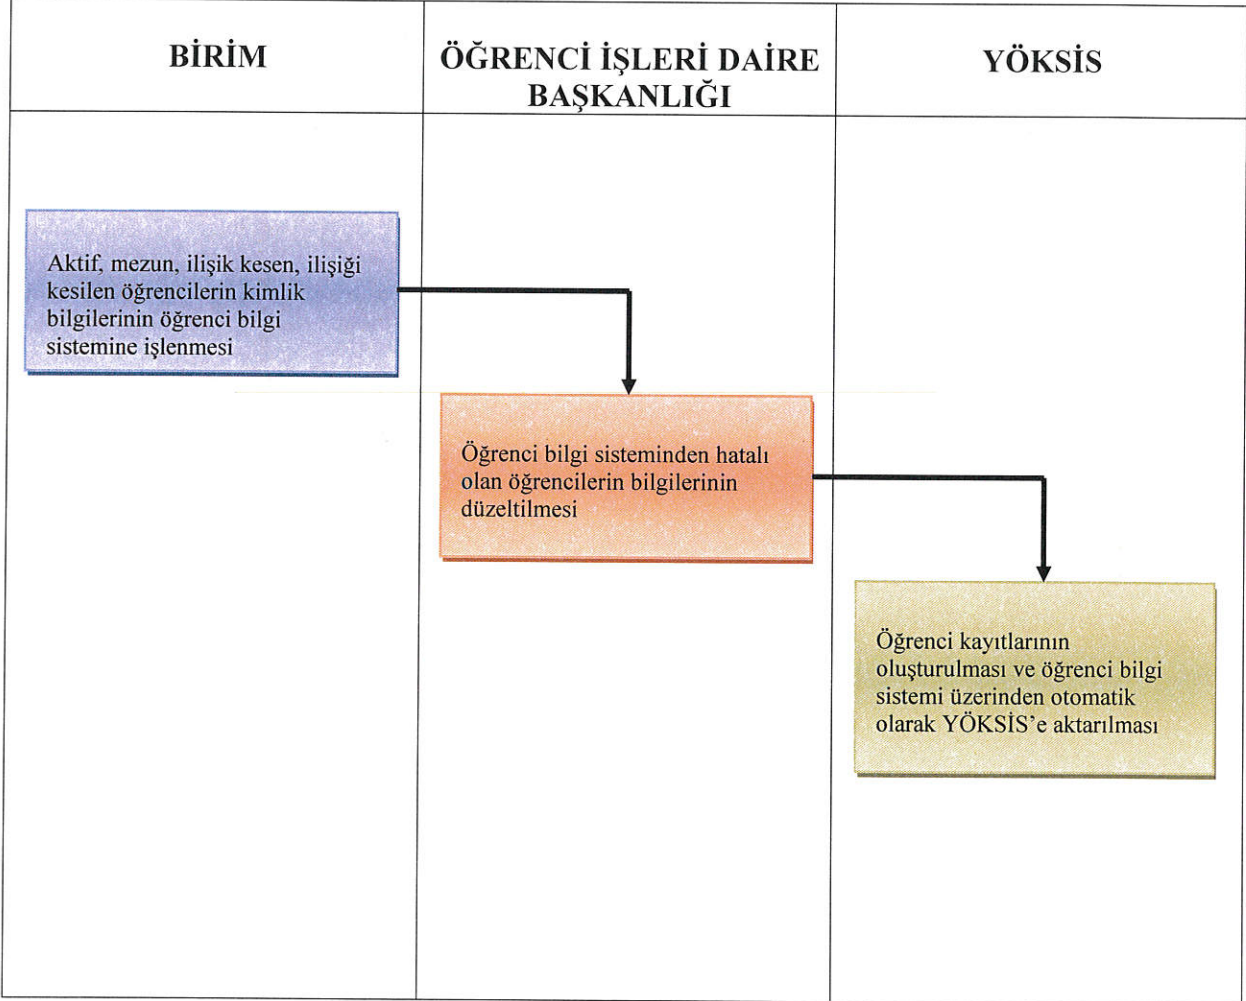 BİRİM
ÖĞRENCİ İŞLERİ DAİRE
BAŞKANLIĞI
YÖKSİS
Aktif, mezun, ilişik kesen, ilişiği
kesilen öğrencilerin kimlik
bilgilerinin öğrenci bilgi
sistemine işlenmesi
Öğrenci bilgi sisteminden hatalı
olan öğrencilerin bilgilerinin
düzeltilmesi
Öğrenci kayıtlarının
oluşturulması ve öğrenci bilgi
sistemi üzerinden otomatik
olarak YÖKSİS’e aktarılması